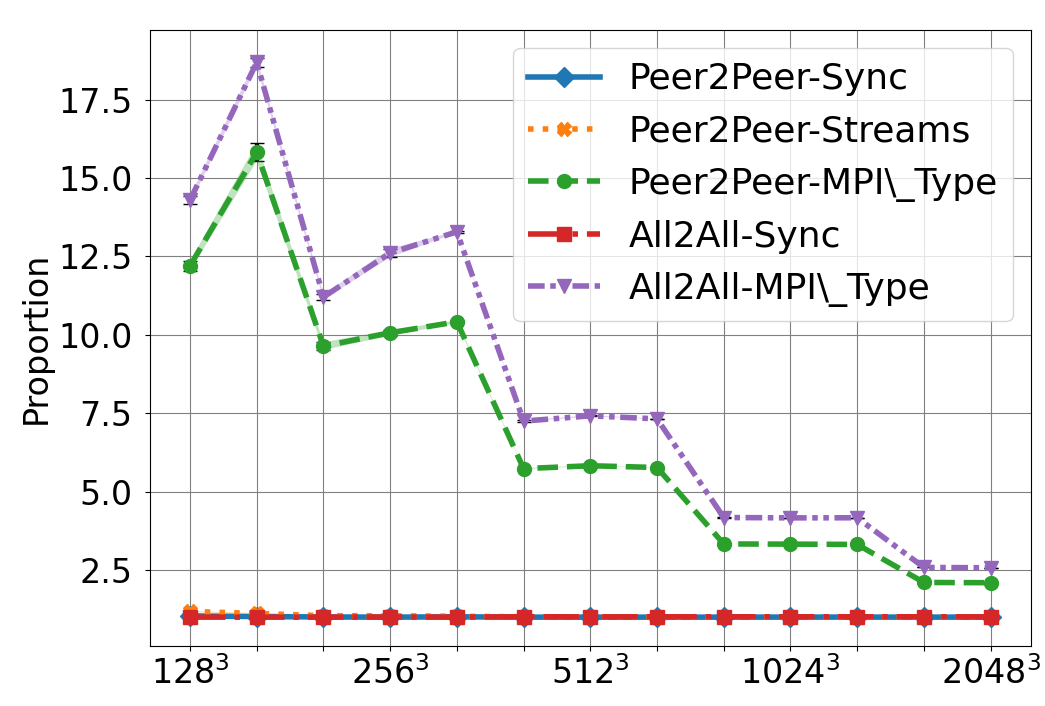 Proportion
17.5
15.0
12.5
10.0
7.5
5.0
2.5
Peer2Peer-Sync
Peer2Peer-Streams
Peer2Peer-MPI\_Type
All2All-Sync
All2All-MPI\_Type
128³ 256³ 512³ 1024³ 2048³